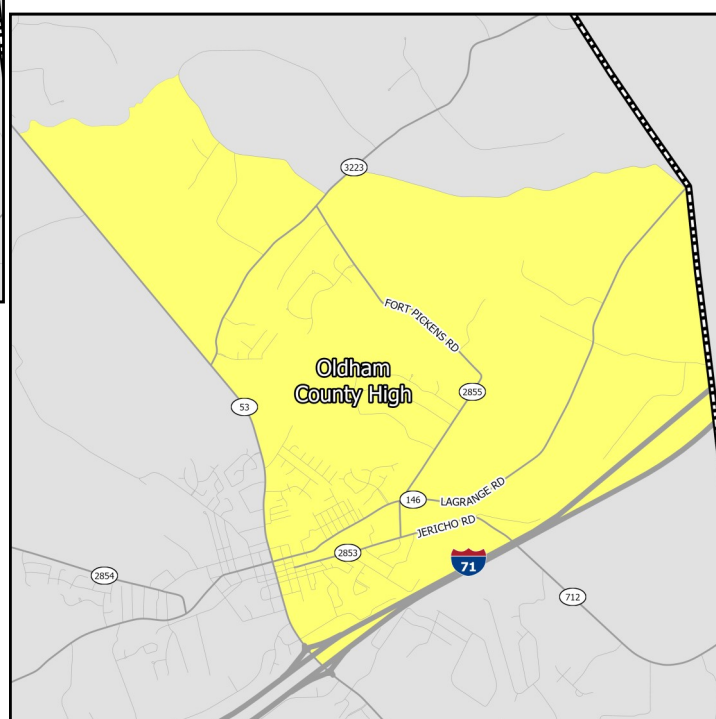 3223
FORT PICKENS RD
Oldham
County High
2855
53
146
LAGRANGE RD
JERICHO RD
2853
71
2854
712